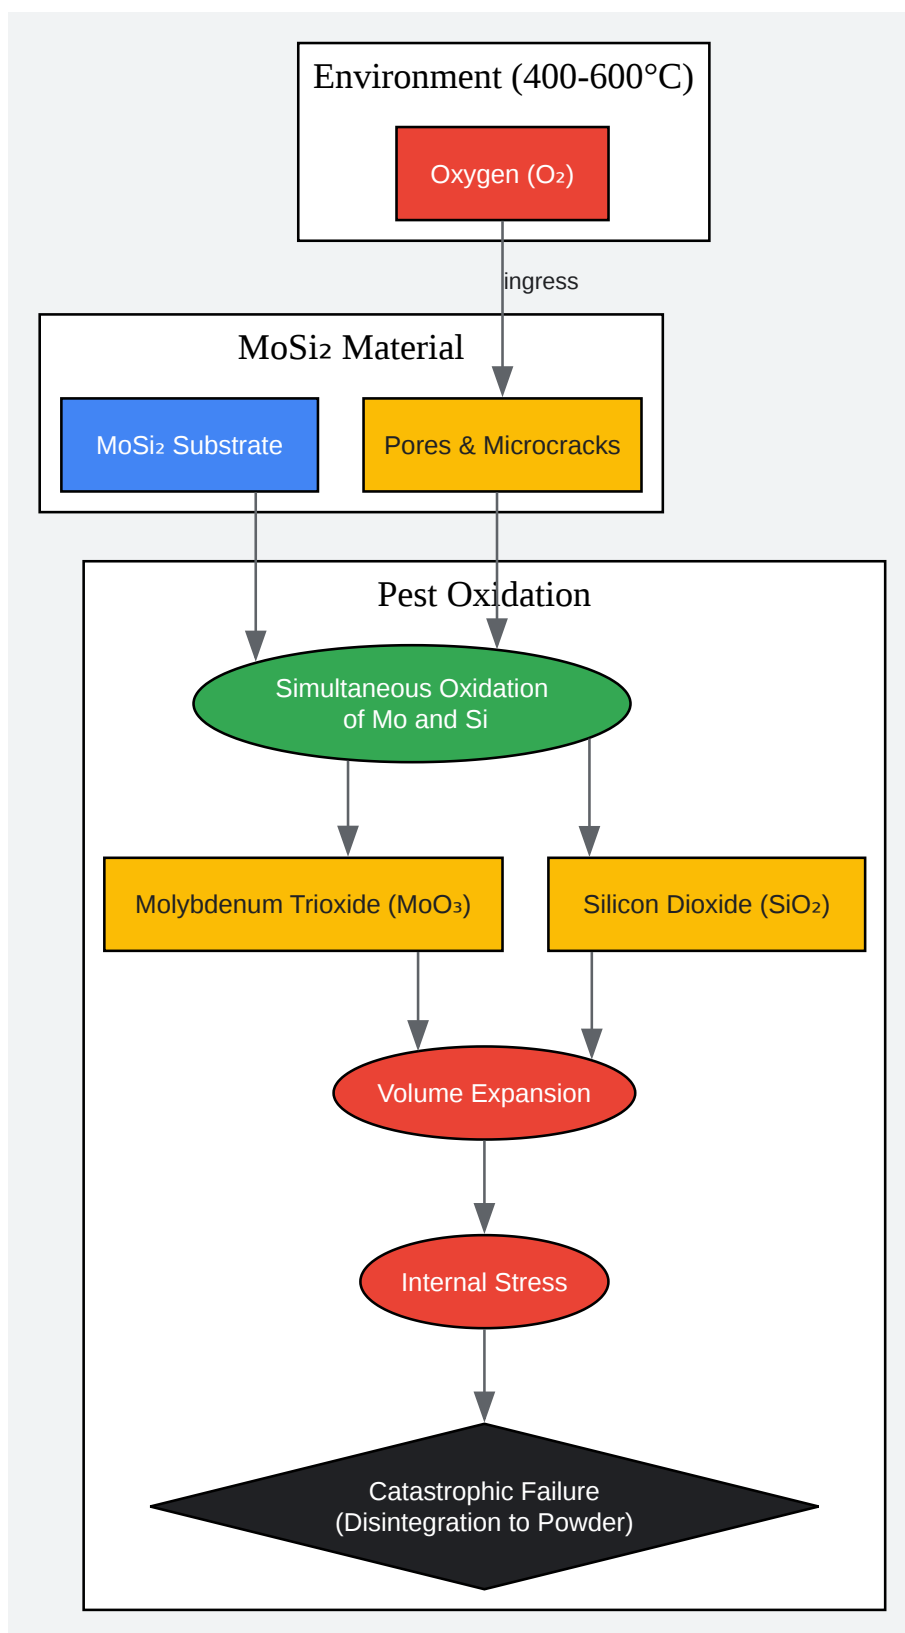 Environment (400-600°C)
Oxygen (O₂)
ingress
MoSi₂ Material
MoSi₂ Substrate
Pores & Microcracks
Pest Oxidation
Simultaneous Oxidation
of Mo and Si
Molybdenum Trioxide (MoO₃)
Silicon Dioxide (SiO₂)
Volume Expansion
Internal Stress
Catastrophic Failure
(Disintegration to Powder)